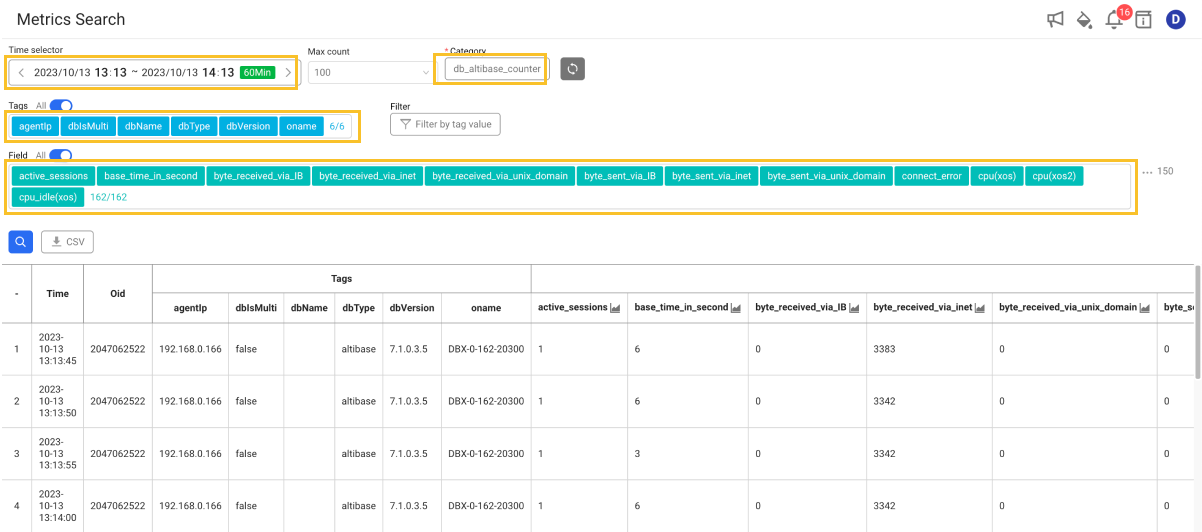 Metrics Search
16
D
Time selector
Max count
* Category
2023/10/13 13:13 ~ 2023/10/13 14:13 60Min
100
db_altibase_counter
Tags All
Filter
agentIp dbIsMulti dbName dbType dbVersion oname 6/6
Filter by tag value
Field All
active_sessions base_time_in_second byte_received_via_IB byte_received_via_inet byte_received_via_unix_domain byte_sent_via_IB byte_sent_via_inet byte_sent_via_unix_domain connect_error cpu(xos) cpu(xos2)
... 150
cpu_idle(xos) 162/162
CSV
- Time Oid Tags
agentIp dbIsMulti dbName dbType dbVersion oname active_sessions base_time_in_second byte_received_via_IB byte_received_via_inet byte_received_via_unix_domain byte_s
1 2023-10-13 13:13:45 2047062522 192.168.0.166 false altibase 7.1.0.3.5 DBX-0-162-20300 1 6 0 3383 0 0
2 2023-10-13 13:13:50 2047062522 192.168.0.166 false altibase 7.1.0.3.5 DBX-0-162-20300 1 6 0 3342 0 0
3 2023-10-13 13:13:55 2047062522 192.168.0.166 false altibase 7.1.0.3.5 DBX-0-162-20300 1 3 0 3342 0 0
4 2023-10-13 13:14:00 2047062522 192.168.0.166 false altibase 7.1.0.3.5 DBX-0-162-20300 1 6 0 3342 0 0